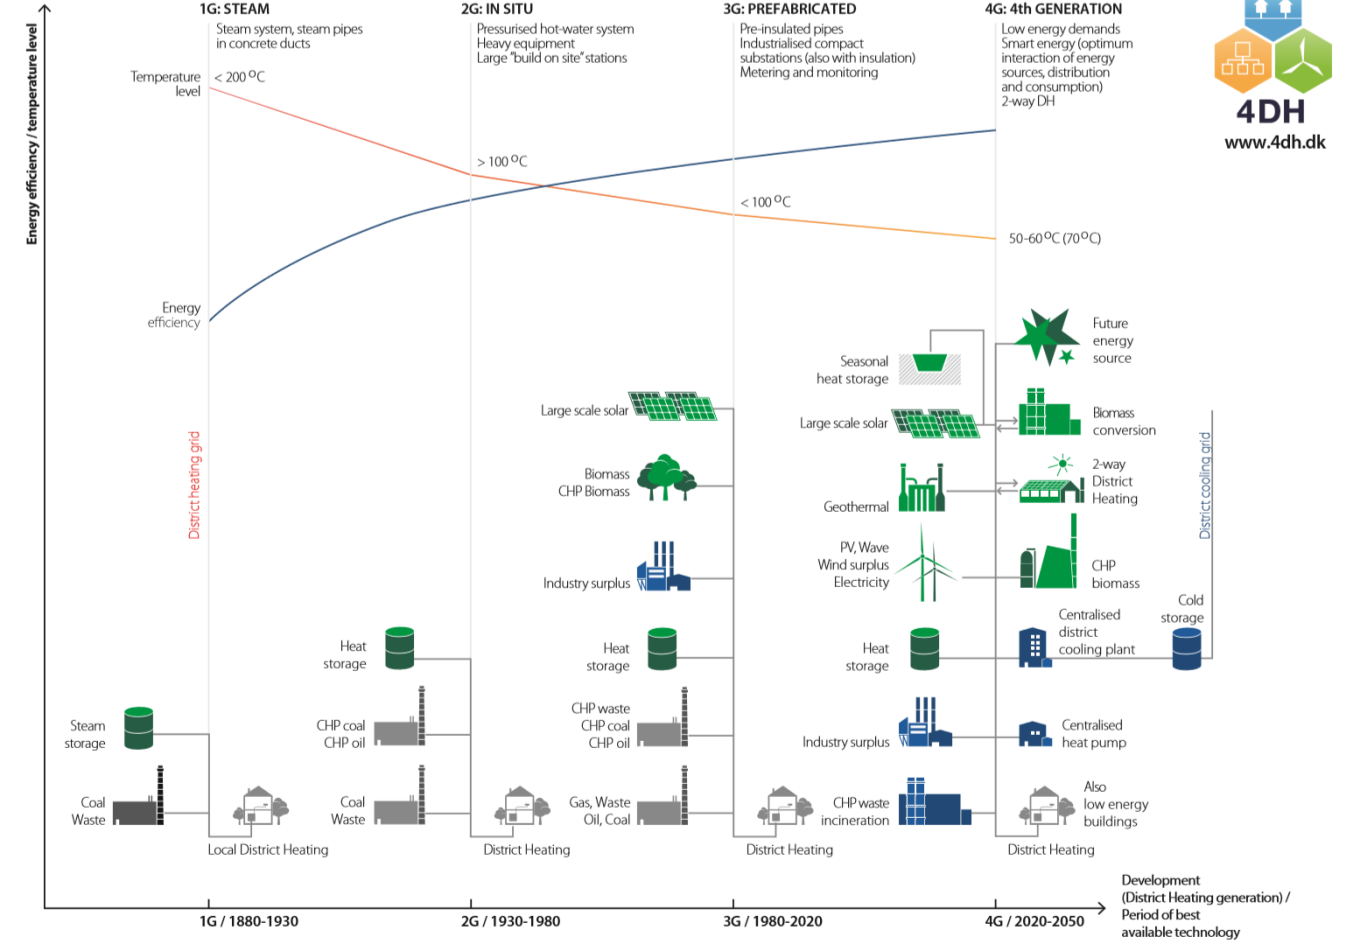 1G: STEAM
Steam system, steam pipes
in concrete ducts
2G: IN SITU
Pressurised hot-water system
Heavy equipment
Large "build on site" stations
3G: PREFABRICATED
Pre-insulated pipes
Industrialised compact
substations (also with insulation)
Metering and monitoring
4G: 4th GENERATION
Low energy demands
Smart energy (optimum
interaction of energy
sources, distribution
and consumption)
2-way DH
4DH
www.4dh.dk
Energy efficiency / temperature level
Temperature
level
< 200 °C
> 100 °C
< 100 °C
50-60 °C (70°C)
Energy
efficiency
District heating grid
Steam
storage
Coal
Waste
Local District Heating
Heat
storage
CHP coal
CHP oil
Coal
Waste
District Heating
Large scale solar
Biomass
CHP Biomass
Industry surplus
Heat
storage
CHP waste
CHP coal
CHP oil
Gas, Waste
Oil, Coal
District Heating
Seasonal
heat storage
Large scale solar
Geothermal
PV, Wave
Wind surplus
Electricity
Heat
storage
Industry surplus
CHP waste
incineration
Future
energy
source
Biomass
conversion
2-way
District
Heating
CHP
biomass
Centralised
district
cooling plant
Cold
storage
District cooling grid
Centralised
heat pump
Also
low energy
buildings
District Heating
1G / 1880-1930
2G / 1930-1980
3G / 1980-2020
4G / 2020-2050
Development
(District Heating generation) /
Period of best
available technology